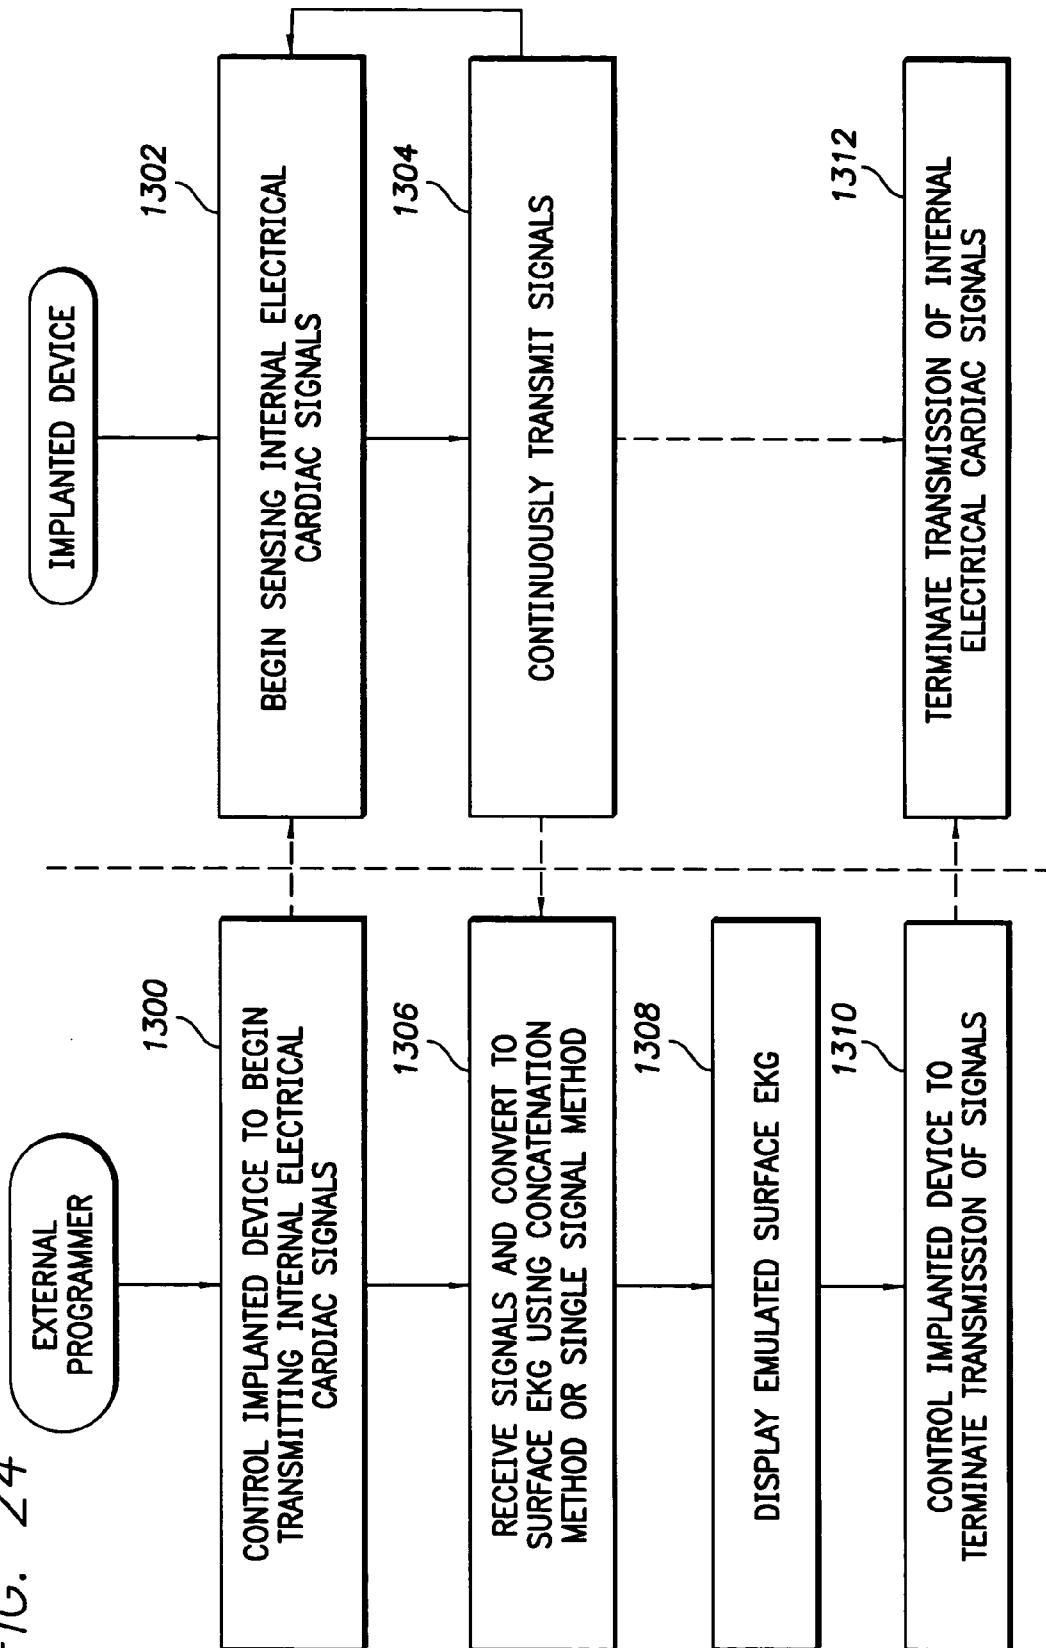 FIG. 24
EXTERNAL
PROGRAMMER
1300
CONTROL IMPLANTED DEVICE TO BEGIN
TRANSMITTING INTERNAL ELECTRICAL
CARDIAC SIGNALS
1306
RECEIVE SIGNALS AND CONVERT TO
SURFACE EKG USING CONCATENATION
METHOD OR SINGLE SIGNAL METHOD
1308
DISPLAY EMULATED SURFACE EKG
1310
CONTROL IMPLANTED DEVICE TO
TERMINATE TRANSMISSION OF SIGNALS
IMPLANTED DEVICE
1302
BEGIN SENSING INTERNAL ELECTRICAL
CARDIAC SIGNALS
1304
CONTINUOUSLY TRANSMIT SIGNALS
1312
TERMINATE TRANSMISSION OF INTERNAL
ELECTRICAL CARDIAC SIGNALS